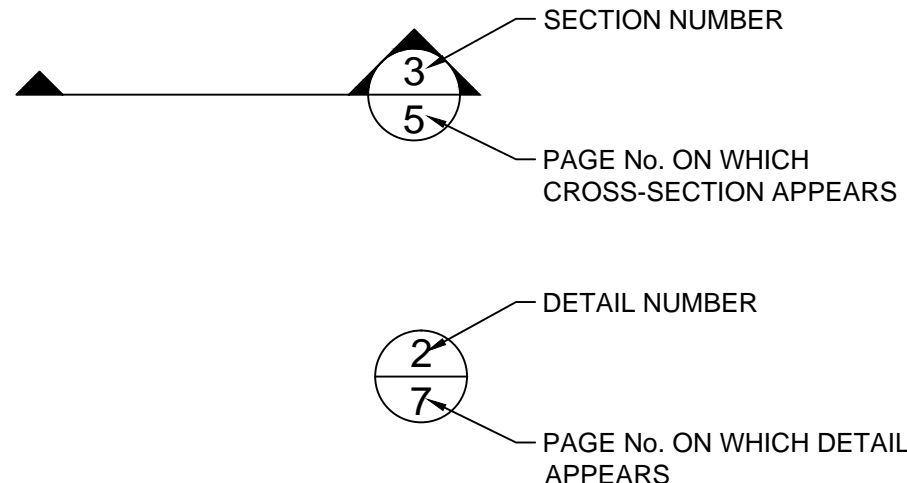 SECTION NUMBER
3
5
PAGE No. ON WHICH
CROSS-SECTION APPEARS
DETAIL NUMBER
2
7
PAGE No. ON WHICH DETAIL
APPEARS